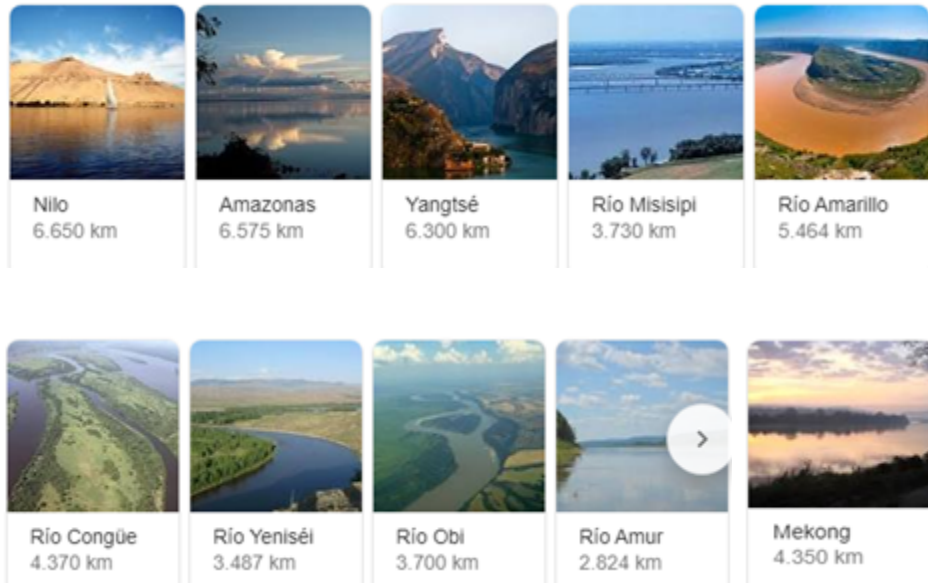 Nilo
6.650 km
Amazonas
6.575 km
Yangtsé
6.300 km
Río Misisipi
3.730 km
Río Amarillo
5.464 km
Río Congüe
4.370 km
Río Yeniséi
3.487 km
Río Obi
3.700 km
Río Amur
2.824 km
Mekong
4.350 km